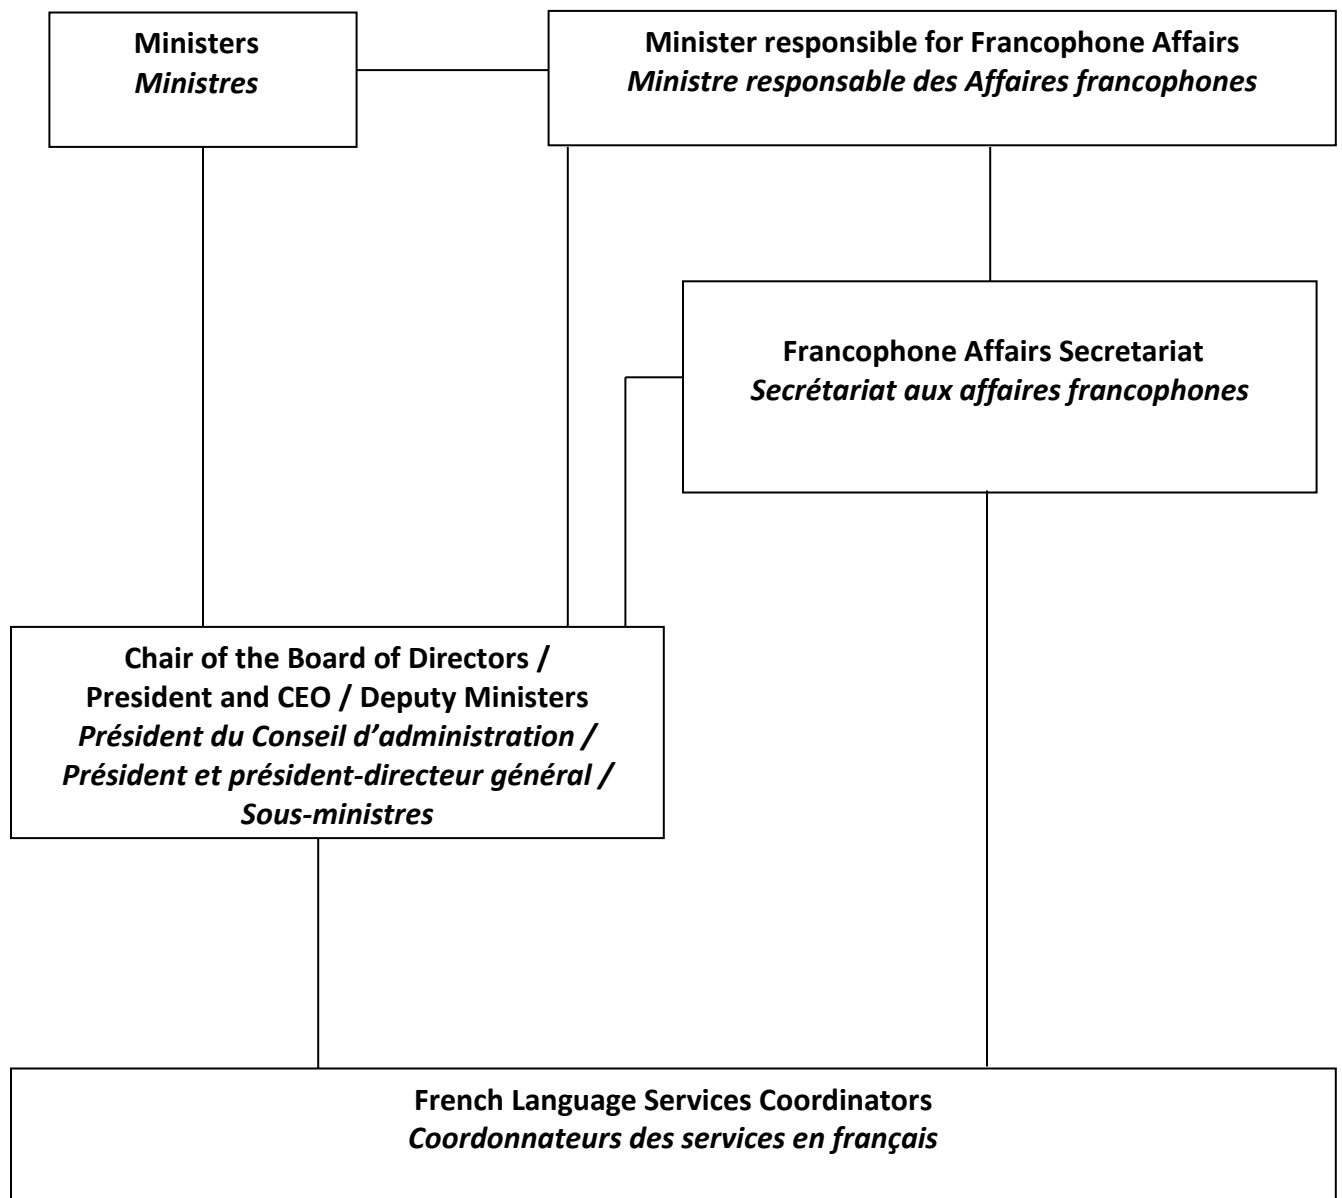 Ministers
Ministres
Minister responsible for Francophone Affairs
Ministre responsable des Affaires francophones
Francophone Affairs Secretariat
Secrétariat aux affaires francophones
Chair of the Board of Directors /
President and CEO / Deputy Ministers
Président du Conseil d’administration /
Président et président-directeur général /
Sous-ministres
French Language Services Coordinators
Coordonnateurs des services en français